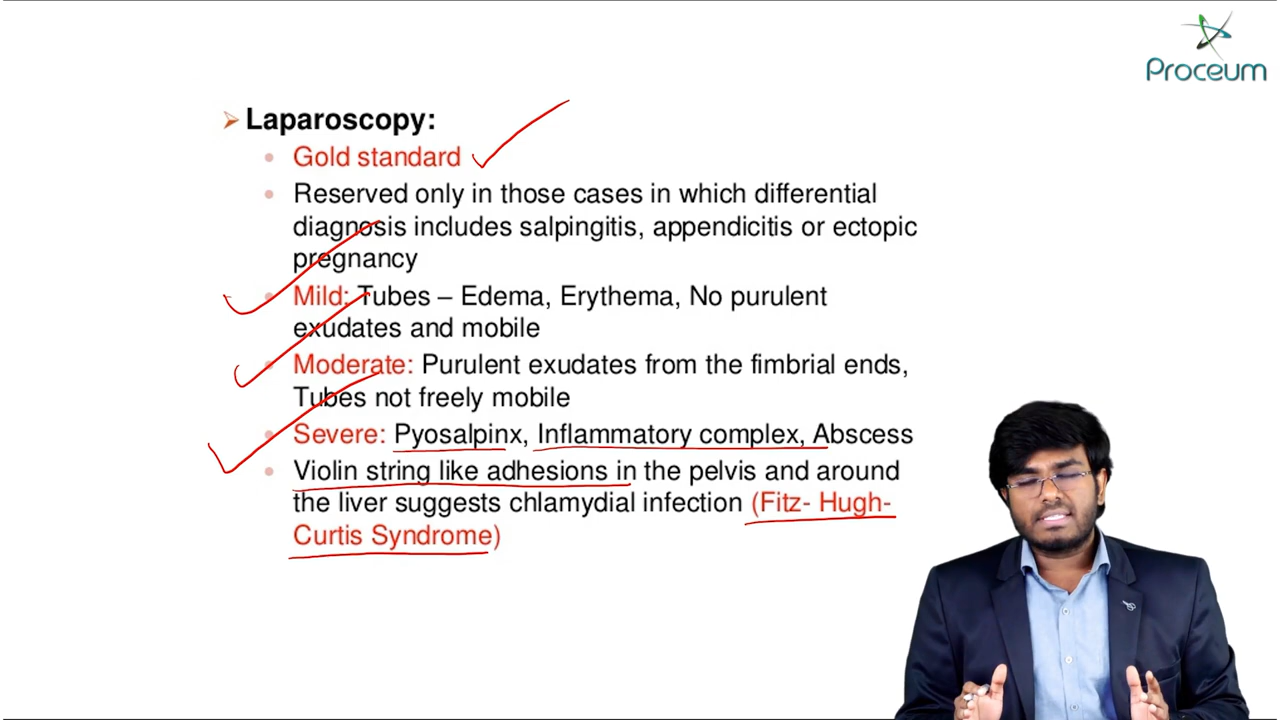 Proceum
Laparoscopy:
Gold standard
Reserved only in those cases in which differential
diagnosis includes salpingitis, appendicitis or ectopic
pregnancy
Mild: Tubes – Edema, Erythema, No purulent
exudates and mobile
Moderate: Purulent exudates from the fimbrial ends,
Tubes not freely mobile
Severe: Pyosalpinx, Inflammatory complex, Abscess
Violin string like adhesions in the pelvis and around
the liver suggests chlamydial infection (Fitz- Hugh-
Curtis Syndrome)